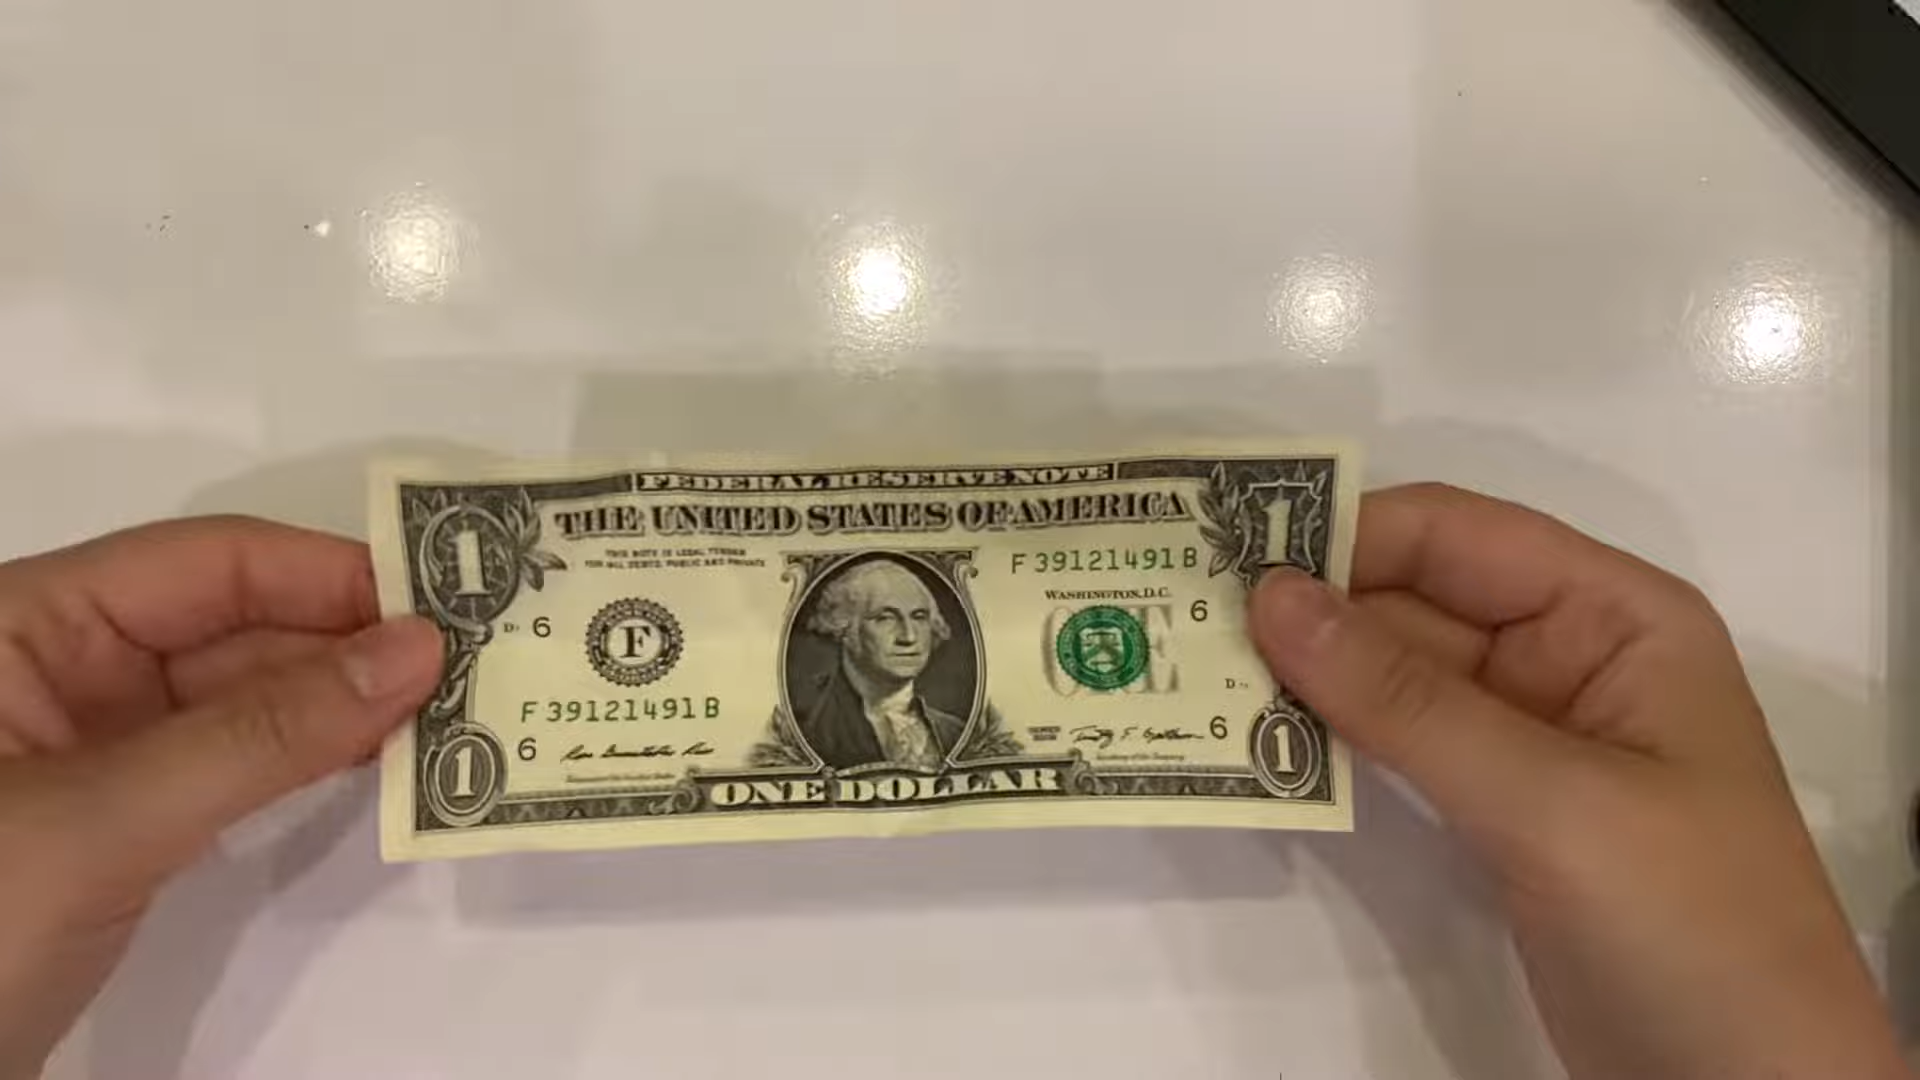 FEDERAL RESERVE NOTE
THE UNITED STATES OF AMERICA
1
1
THIS NOTE IS LEGAL TENDER
FOR ALL DEBTS, PUBLIC AND PRIVATE
F 39121491 B
WASHINGTON, D.C.
6
6
F
ONE
D
F 39121491 B
6
6
SERIES
1
1
ONE DOLLAR